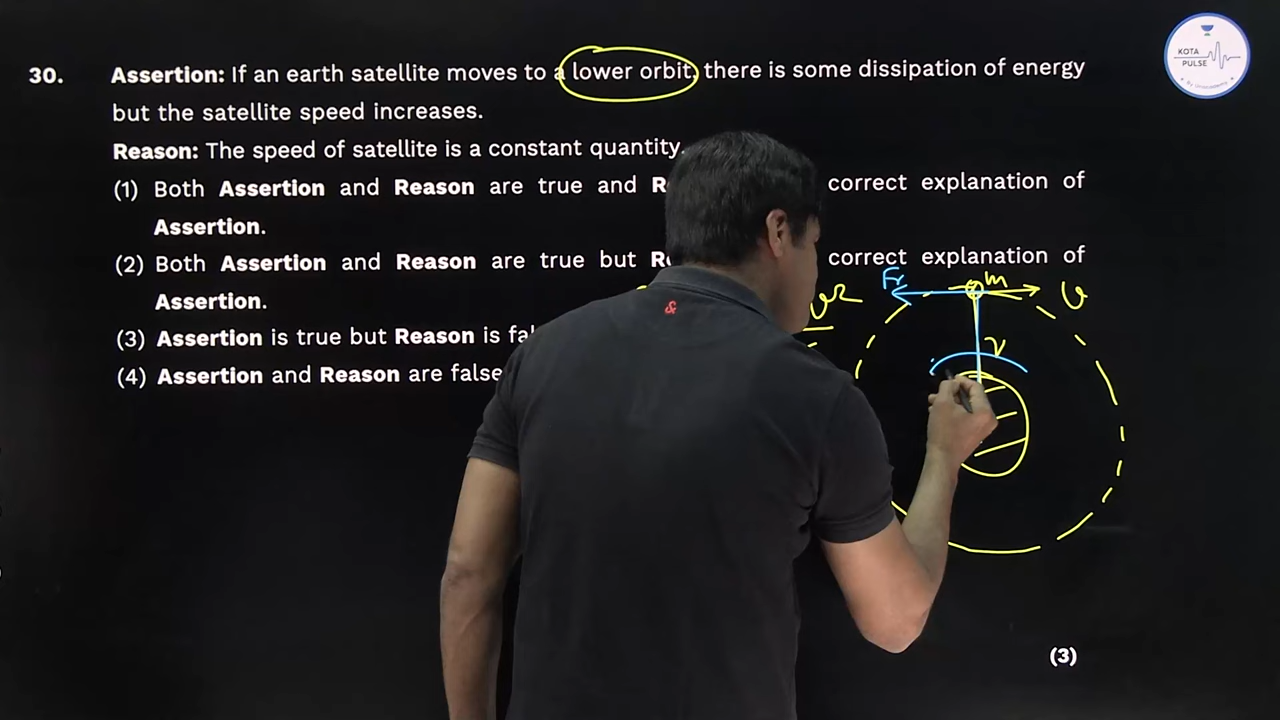 30. Assertion: If an earth satellite moves to a lower orbit, there is some dissipation of energy
but the satellite speed increases.
Reason: The speed of satellite is a constant quantity.
(1) Both Assertion and Reason are true and R correct explanation of
Assertion.
(2) Both Assertion and Reason are true but R correct explanation of
Assertion.
(3) Assertion is true but Reason is fal
(4) Assertion and Reason are false
m
v
r
(3)
KOTA
PULSE
By Unacademy